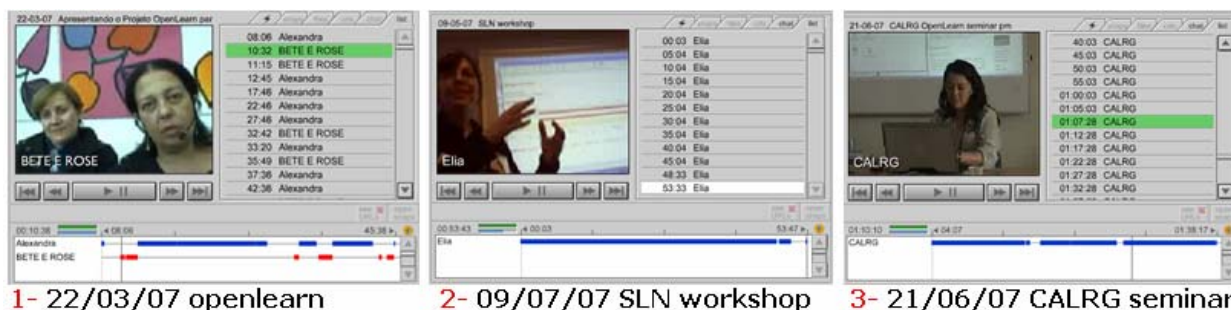 22-03-07 Apresentando o Projeto OpenLearn per
list
08:06 Alexandra
10:32 BETE E ROSE
11:15 BETE E ROSE
12:45 Alexandra
17:46 Alexandra
22:46 Alexandra
27:46 Alexandra
32:42 BETE E ROSE
33:20 Alexandra
35:49 BETE E ROSE
37:36 Alexandra
42:36 Alexandra
BETE E ROSE
00:10:38
08:06
45:36
Alexandra
BETE E ROSE
1- 22/03/07 openlearn
09-05-07 SLN workshop
chat
list
00:03 Elia
05:04 Elia
10:04 Elia
15:04 Elia
20:04 Elia
25:04 Elia
30:04 Elia
35:04 Elia
40:04 Elia
45:04 Elia
48:33 Elia
53:33 Elia
Elia
00:53:43
00:03
53:47
Elia
2- 09/07/07 SLN workshop
21-06-07 CALRG OpenLearn seminar pm
list
40:03 CALRG
45:03 CALRG
50:03 CALRG
55:03 CALRG
01:00:03 CALRG
01:05:03 CALRG
01:07:28 CALRG
01:12:28 CALRG
01:17:28 CALRG
01:22:28 CALRG
01:27:28 CALRG
01:32:28 CALRG
CALRG
01:10:10
04:07
01:38:17
CALRG
3- 21/06/07 CALRG seminar